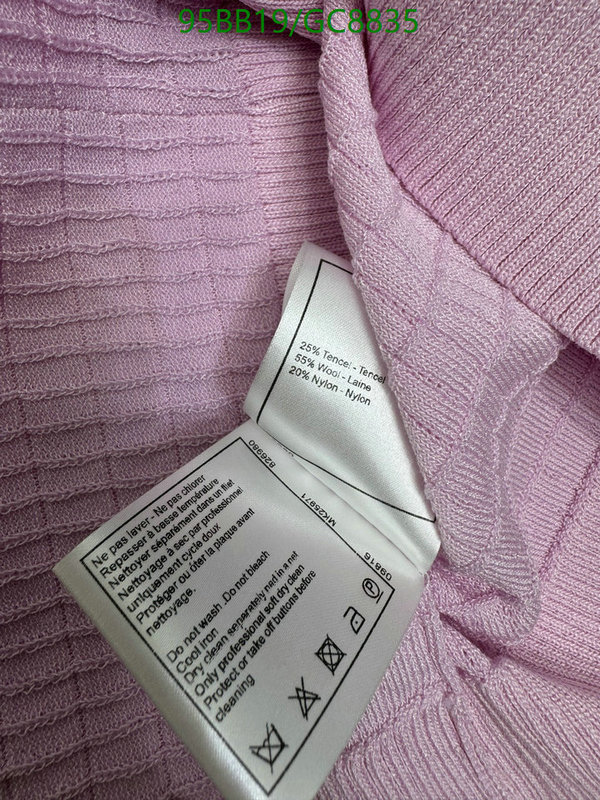 95BB19/GC8835
25% Tencel - Tencel
55% Wool - Laine
20% Nylon - Nylon
826980
MK25971
09816
Ne pas laver - Ne pas chlorer
Repasser à basse température
Nettoyer séparément dans un filet
Nettoyage à sec par professionnel
uniquement cycle doux
Protéger ou ôter la plaque avant
nettoyage.
Do not wash .Do not bleach
Cool iron
Dry clean separately red in a net
Only professional soft dry clean
Protect or take off buttons before
cleaning